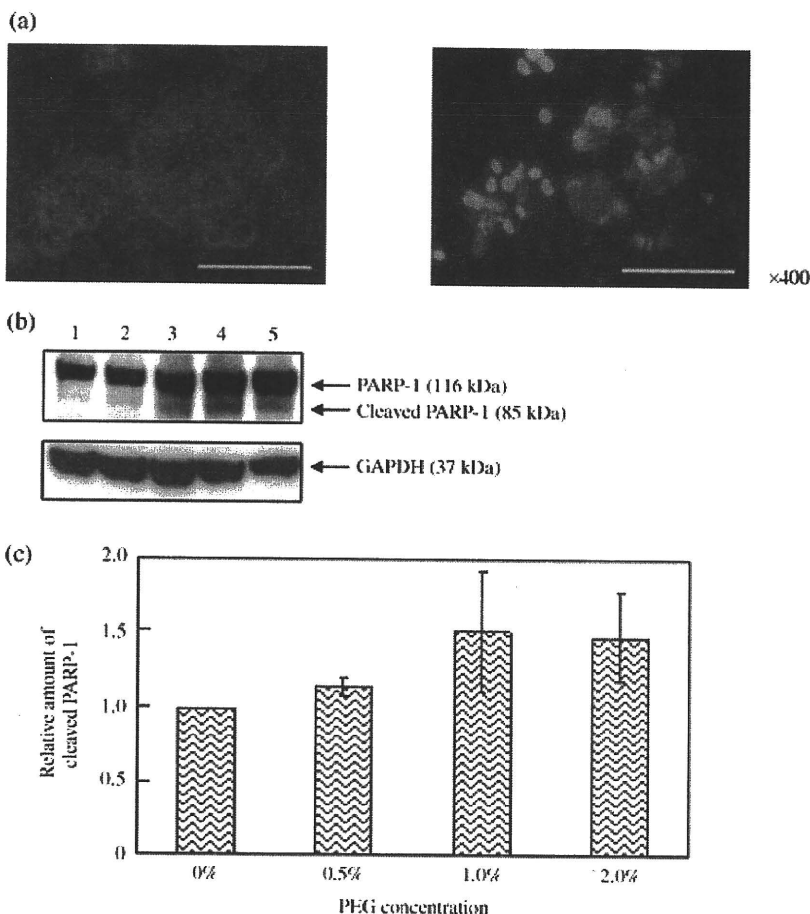 (a)
×400
(b)
1 2 3 4 5
PARP-1 (116 kDa)
Cleaved PARP-1 (85 kDa)
GAPDH (37 kDa)
(c)
Relative amount of
cleaved PARP-1
2.0
1.5
1.0
0.5
0
0% 0.5% 1.0% 2.0%
PEG concentration